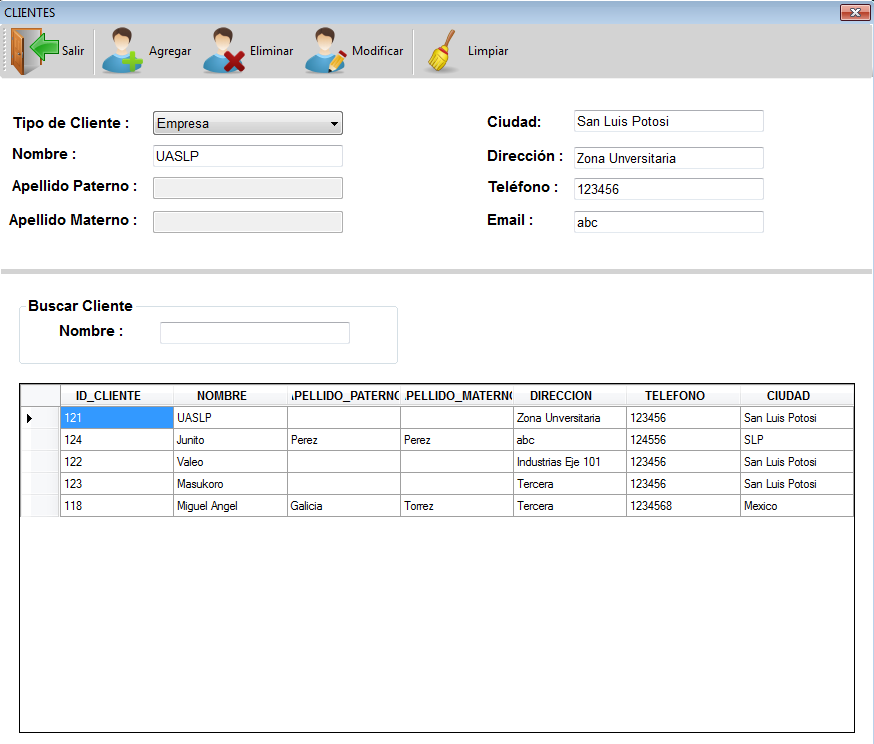 CLIENTES
Salir Agregar Eliminar Modificar Limpiar
Tipo de Cliente : Empresa Ciudad: San Luis Potosi
Nombre : UASLP Dirección : Zona Unversitaria
Apellido Paterno : Teléfono : 123456
Apellido Materno : Email : abc
Buscar Cliente
Nombre :
ID_CLIENTE NOMBRE APELLIDO_PATERNO APELLIDO_MATERNO DIRECCION TELEFONO CIUDAD
121 UASLP Zona Unversitaria 123456 San Luis Potosi
124 Junito Perez Perez abc 124556 SLP
122 Valeo Industrias Eje 101 123456 San Luis Potosi
123 Masukoro Tercera 123456 San Luis Potosi
118 Miguel Angel Galicia Torrez Tercera 1234568 Mexico